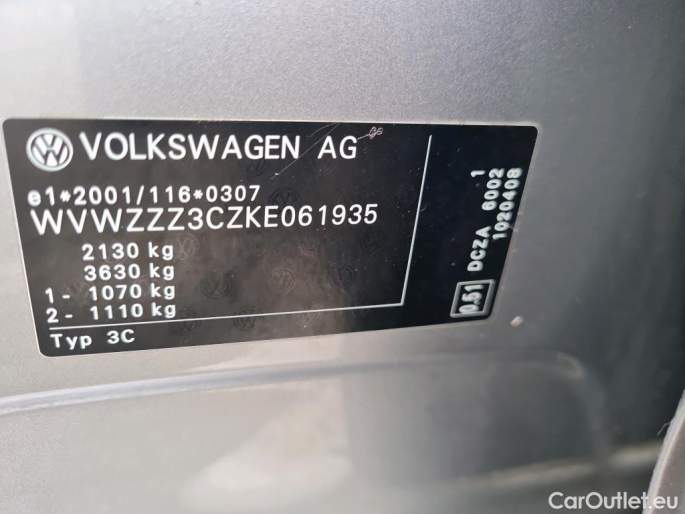 VOLKSWAGEN AG
e1*2001/116*0307
WVWZZZ3CZKE061935
2130 kg
3630 kg
1 - 1070 kg
2 - 1110 kg
Typ 3C
0.51
DCZA 6002 1
1020408
CarOutlet.eu